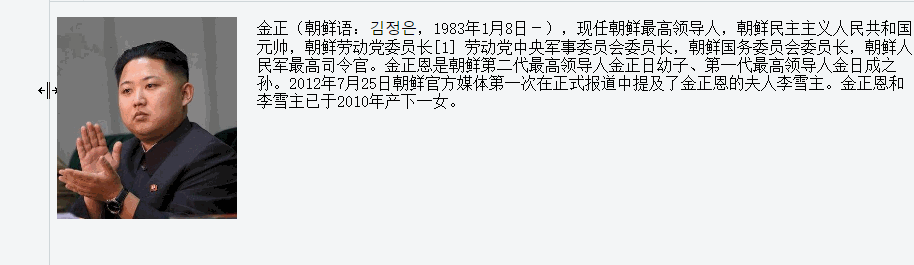 金正（朝鲜语：김정은，1983年1月8日－），现任朝鲜最高领导人，朝鲜民主主义人民共和国
元帅，朝鲜劳动党委员长[1] 劳动党中央军事委员会委员长，朝鲜国务委员会委员长，朝鲜人
民军最高司令官。金正恩是朝鲜第二代最高领导人金正日幼子、第一代最高领导人金日成之
孙。2012年7月25日朝鲜官方媒体第一次在正式报道中提及了金正恩的夫人李雪主。金正恩和
李雪主已于2010年产下一女。